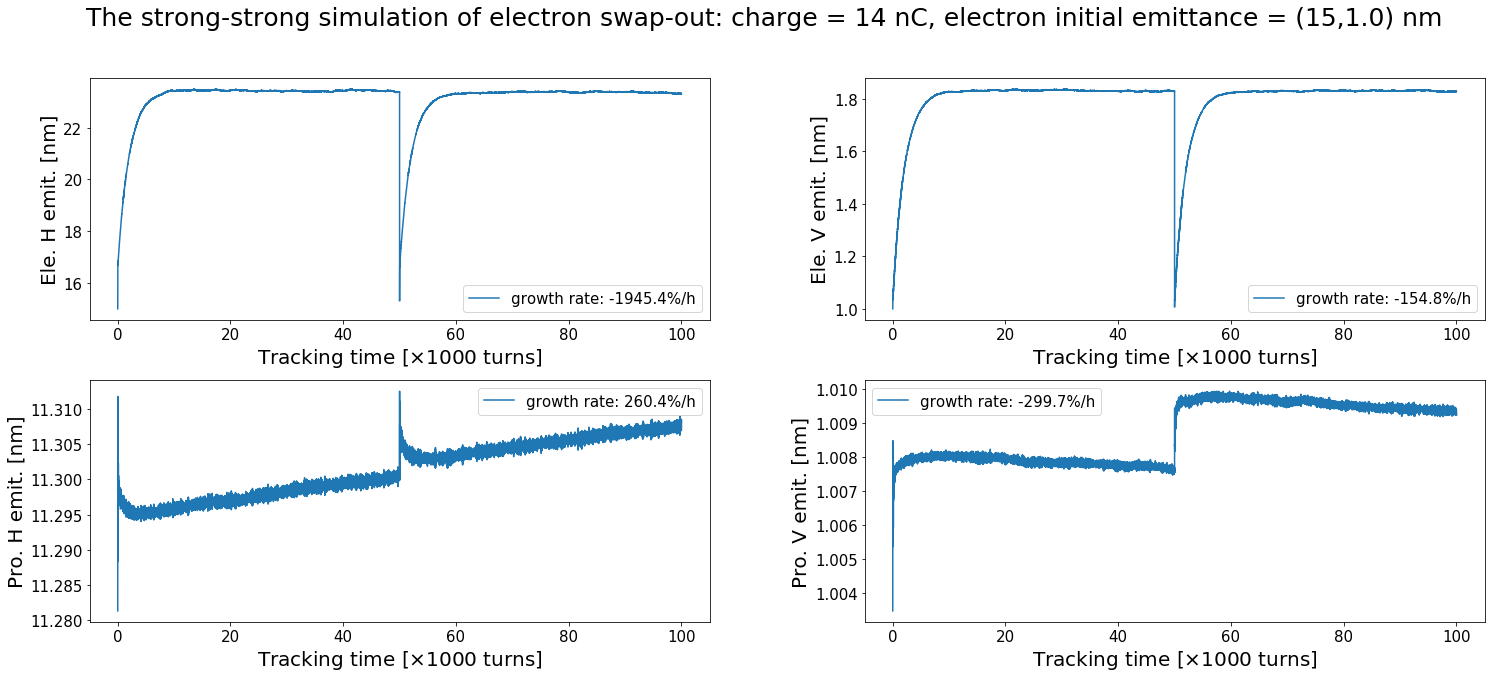 The strong-strong simulation of electron swap-out: charge = 14 nC, electron initial emittance = (15,1.0) nm
Ele. H emit. [nm]
22
20
18
16
growth rate: -1945.4%/h
0 20 40 60 80 100
Tracking time [×1000 turns]
Ele. V emit. [nm]
1.8
1.6
1.4
1.2
1.0
growth rate: -154.8%/h
0 20 40 60 80 100
Tracking time [×1000 turns]
Pro. H emit. [nm]
11.310
11.305
11.300
11.295
11.290
11.285
11.280
growth rate: 260.4%/h
0 20 40 60 80 100
Tracking time [×1000 turns]
Pro. V emit. [nm]
1.010
1.009
1.008
1.007
1.006
1.005
1.004
growth rate: -299.7%/h
0 20 40 60 80 100
Tracking time [×1000 turns]